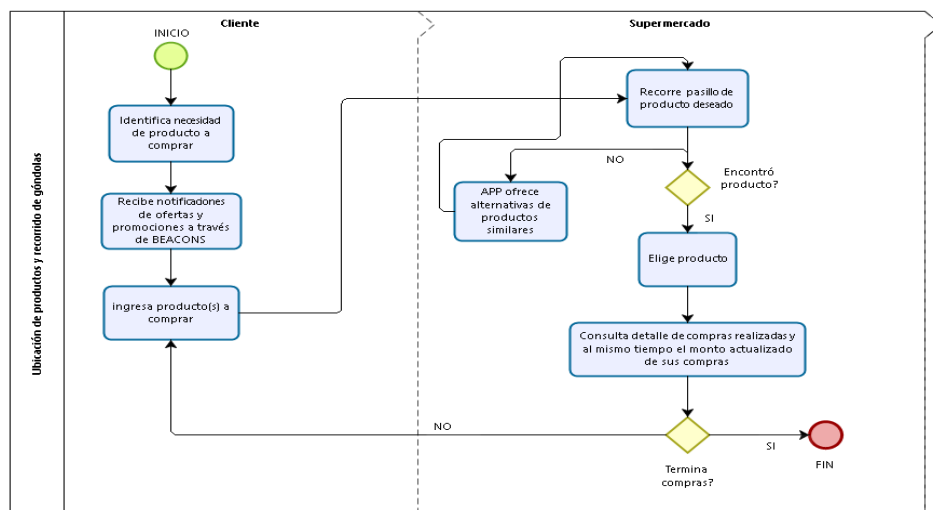 Ubicación de productos y recorrido de góndolas
Cliente
Supermercado
INICIO
Identifica necesidad
de producto a
comprar
Recibe notificaciones
de ofertas y
promociones a través
de BEACONS
ingresa producto(s) a
comprar
Recorre pasillo de
producto deseado
NO
Encontró
producto?
APP ofrece
alternativas de
productos
similares
SI
Elige producto
Consulta detalle de compras realizadas y
al mismo tiempo el monto actualizado
de sus compras
NO
SI
Termina
compras?
FIN